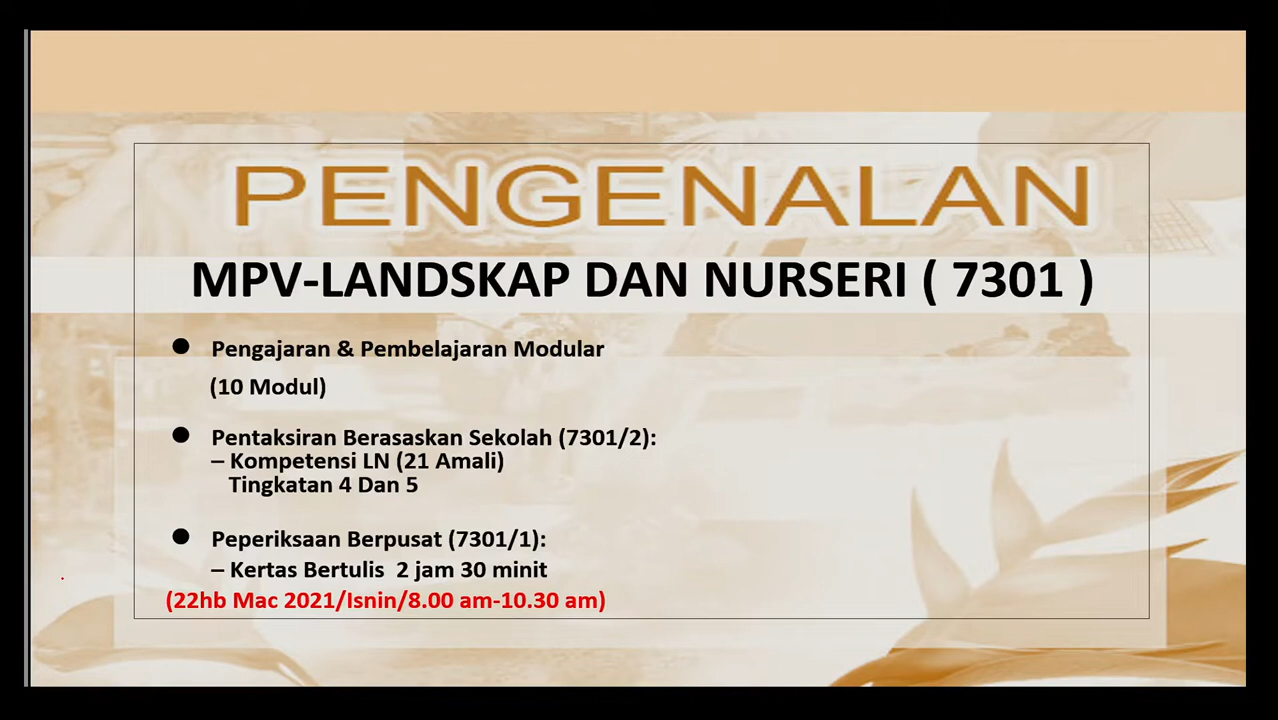 PENGENALAN
MPV-LANDSKAP DAN NURSERI ( 7301 )
● Pengajaran & Pembelajaran Modular
(10 Modul)
● Pentaksiran Berasaskan Sekolah (7301/2):
– Kompetensi LN (21 Amali)
Tingkatan 4 Dan 5
● Peperiksaan Berpusat (7301/1):
– Kertas Bertulis 2 jam 30 minit
(22hb Mac 2021/Isnin/8.00 am-10.30 am)